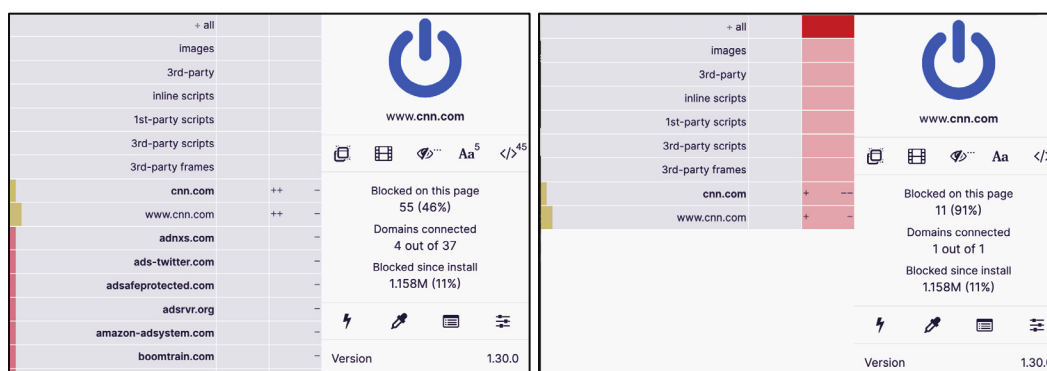 + all
images
3rd-party
inline scripts
1st-party scripts
3rd-party scripts
3rd-party frames
cnn.com ++ −
www.cnn.com ++ −
adnxs.com −
ads-twitter.com −
adsafeprotected.com −
adsrvr.org −
amazon-adsystem.com −
boomtrain.com −
www.cnn.com
Aa5 </>45
Blocked on this page
55 (46%)
Domains connected
4 out of 37
Blocked since install
1.158M (11%)
Version 1.30.0
+ all
images
3rd-party
inline scripts
1st-party scripts
3rd-party scripts
3rd-party frames
cnn.com + −−
www.cnn.com + −
www.cnn.com
Aa </>
Blocked on this page
11 (91%)
Domains connected
1 out of 1
Blocked since install
1.158M (11%)
Version 1.30.0